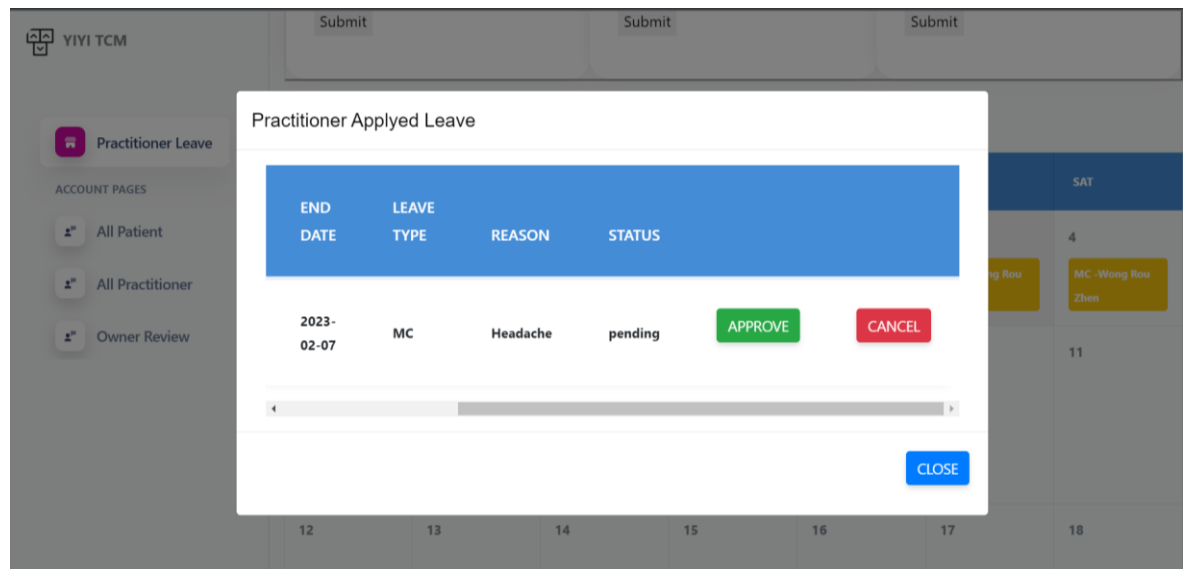 YIYI TCM
Submit
Submit
Submit
Practitioner Leave
ACCOUNT PAGES
All Patient
All Practitioner
Owner Review
Practitioner Applyed Leave
END
DATE
LEAVE
TYPE
REASON
STATUS
2023-
02-07
MC
Headache
pending
APPROVE
CANCEL
CLOSE
SAT
4
Rou
MC -Wong Rou
Zhen
11
12
13
14
15
16
17
18